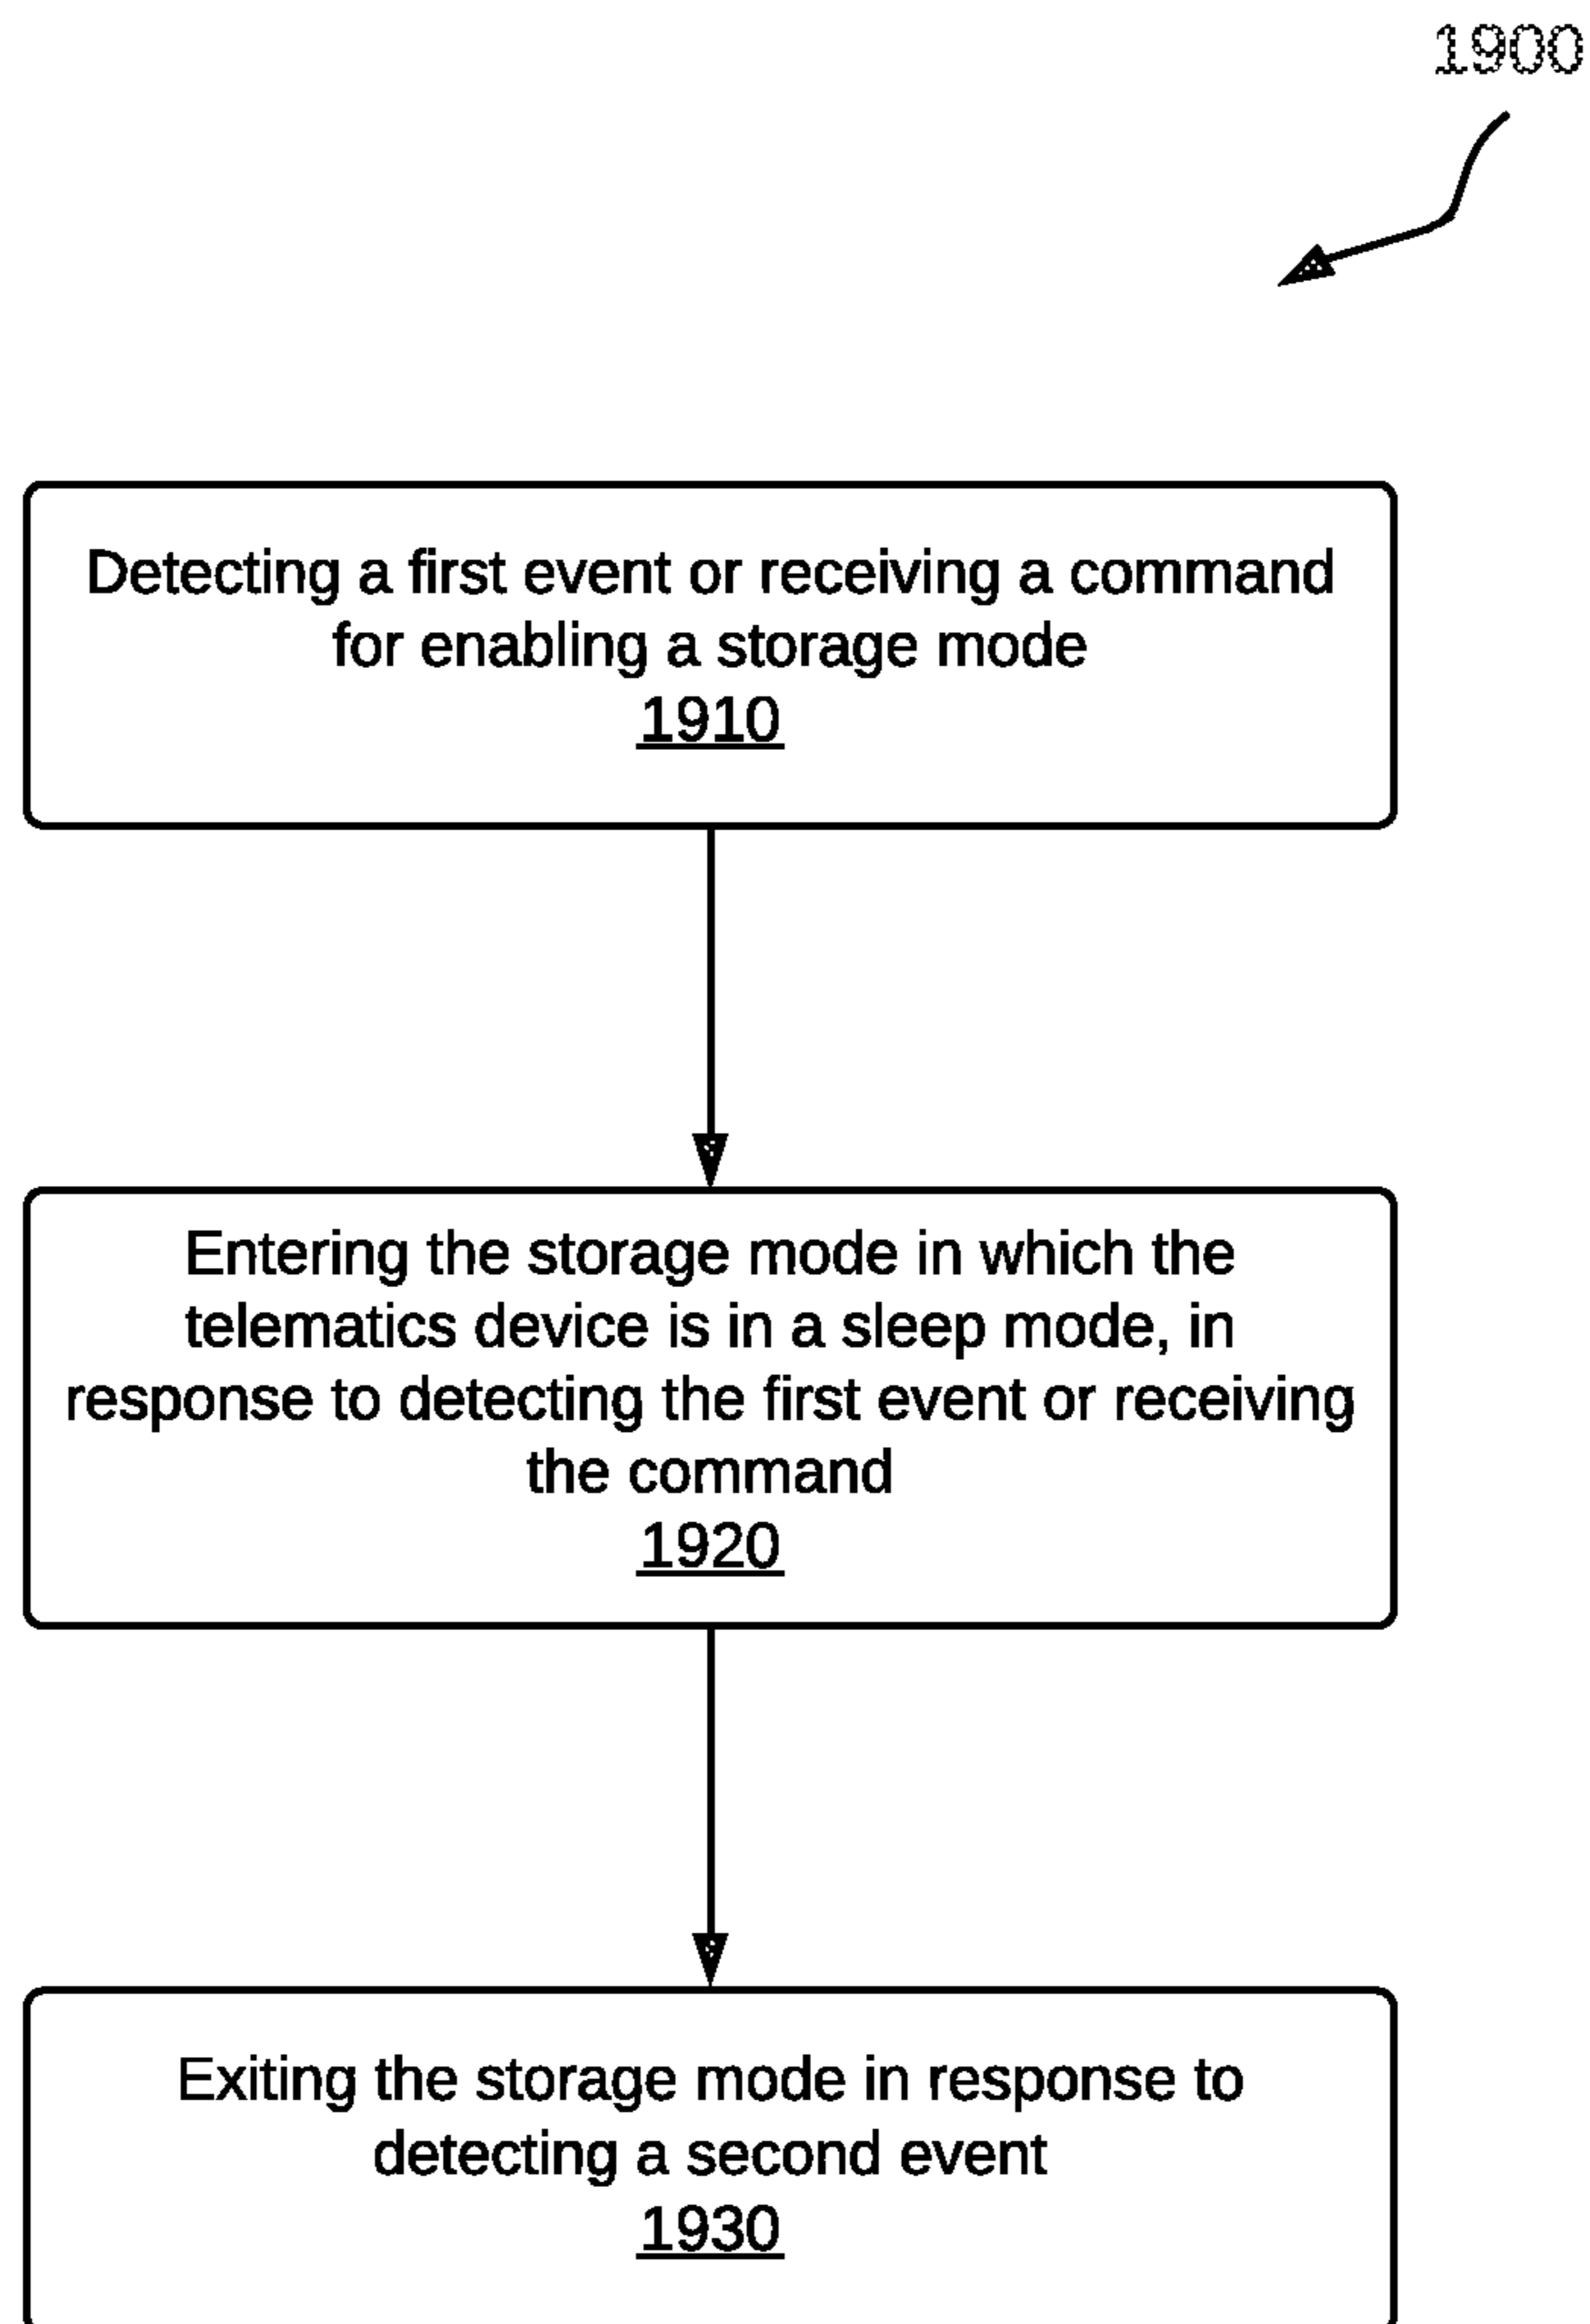 1900
Detecting a first event or receiving a command
for enabling a storage mode
1910
Entering the storage mode in which the
telematics device is in a sleep mode, in
response to detecting the first event or receiving
the command
1920
Exiting the storage mode in response to
detecting a second event
1930